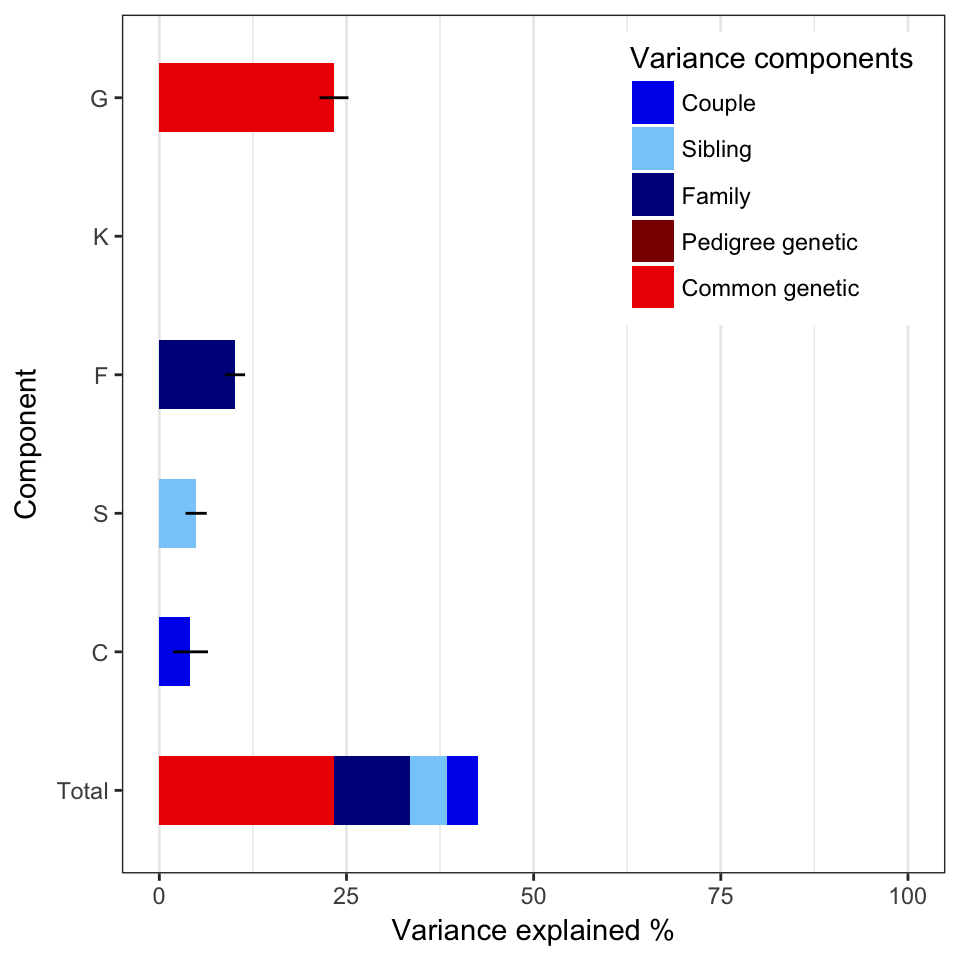 Variance components
Couple
Sibling
Family
Pedigree genetic
Common genetic
Component
G
K
F
S
C
Total
0 25 50 75 100
Variance explained %